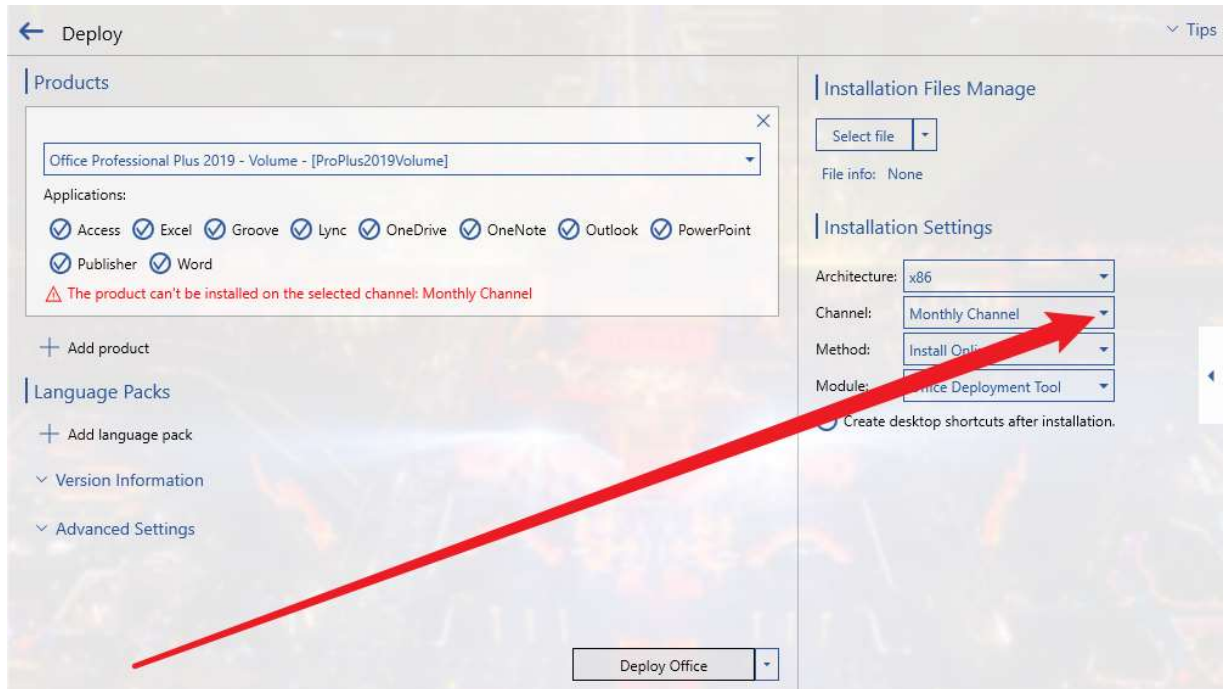 Deploy
Tips
Products
Office Professional Plus 2019 - Volume - [ProPlus2019Volume]
Applications:
Access Excel Groove Lync OneDrive OneNote Outlook PowerPoint
Publisher Word
The product can't be installed on the selected channel: Monthly Channel
Add product
Language Packs
Add language pack
Version Information
Advanced Settings
Deploy Office
Installation Files Manage
Select file
File info: None
Installation Settings
Architecture: x86
Channel: Monthly Channel
Method: Install
Module: Deployment Tool
Create desktop shortcuts after installation.